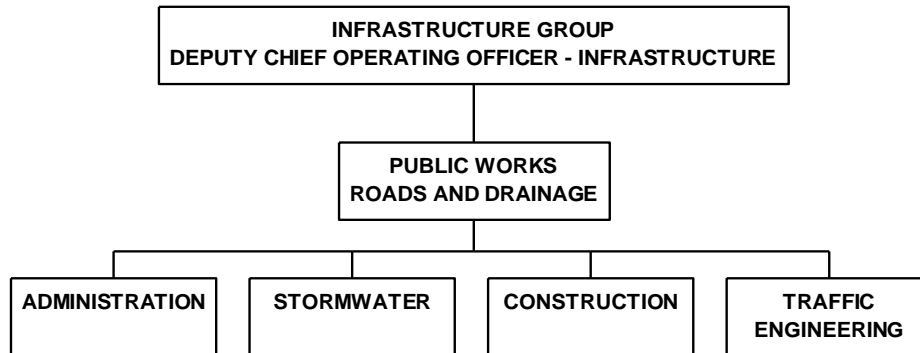 INFRASTRUCTURE GROUP
DEPUTY CHIEF OPERATING OFFICER - INFRASTRUCTURE
PUBLIC WORKS
ROADS AND DRAINAGE
ADMINISTRATION
STORMWATER
CONSTRUCTION
TRAFFIC
ENGINEERING